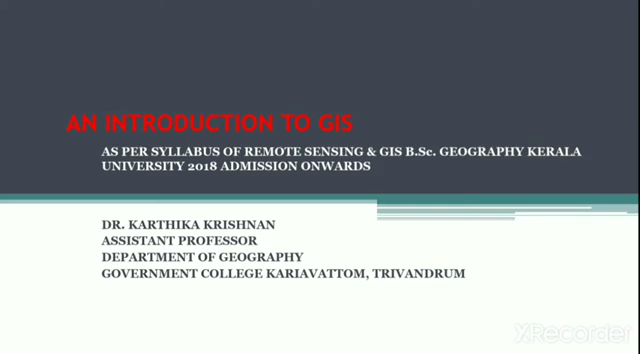 AN INTRODUCTION TO GIS
AS PER SYLLABUS OF REMOTE SENSING & GIS B.Sc. GEOGRAPHY KERALA
UNIVERSITY 2018 ADMISSION ONWARDS
DR. KARTHIKA KRISHNAN
ASSISTANT PROFESSOR
DEPARTMENT OF GEOGRAPHY
GOVERNMENT COLLEGE KARIAVATTOM, TRIVANDRUM
XRecorder